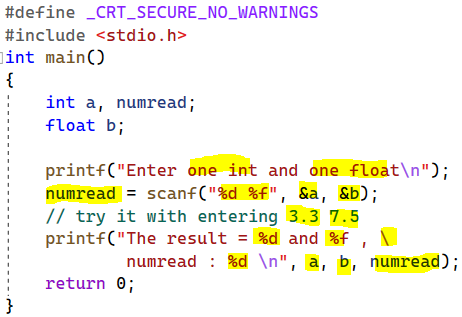 #define _CRT_SECURE_NO_WARNINGS
#include <stdio.h>
int main()
{
    int a, numread;
    float b;

    printf("Enter one int and one float\n");
    numread = scanf("%d %f", &a, &b);
    // try it with entering 3.3 7.5
    printf("The result = %d and %f , \
            numread : %d \n", a, b, numread);
    return 0;
}